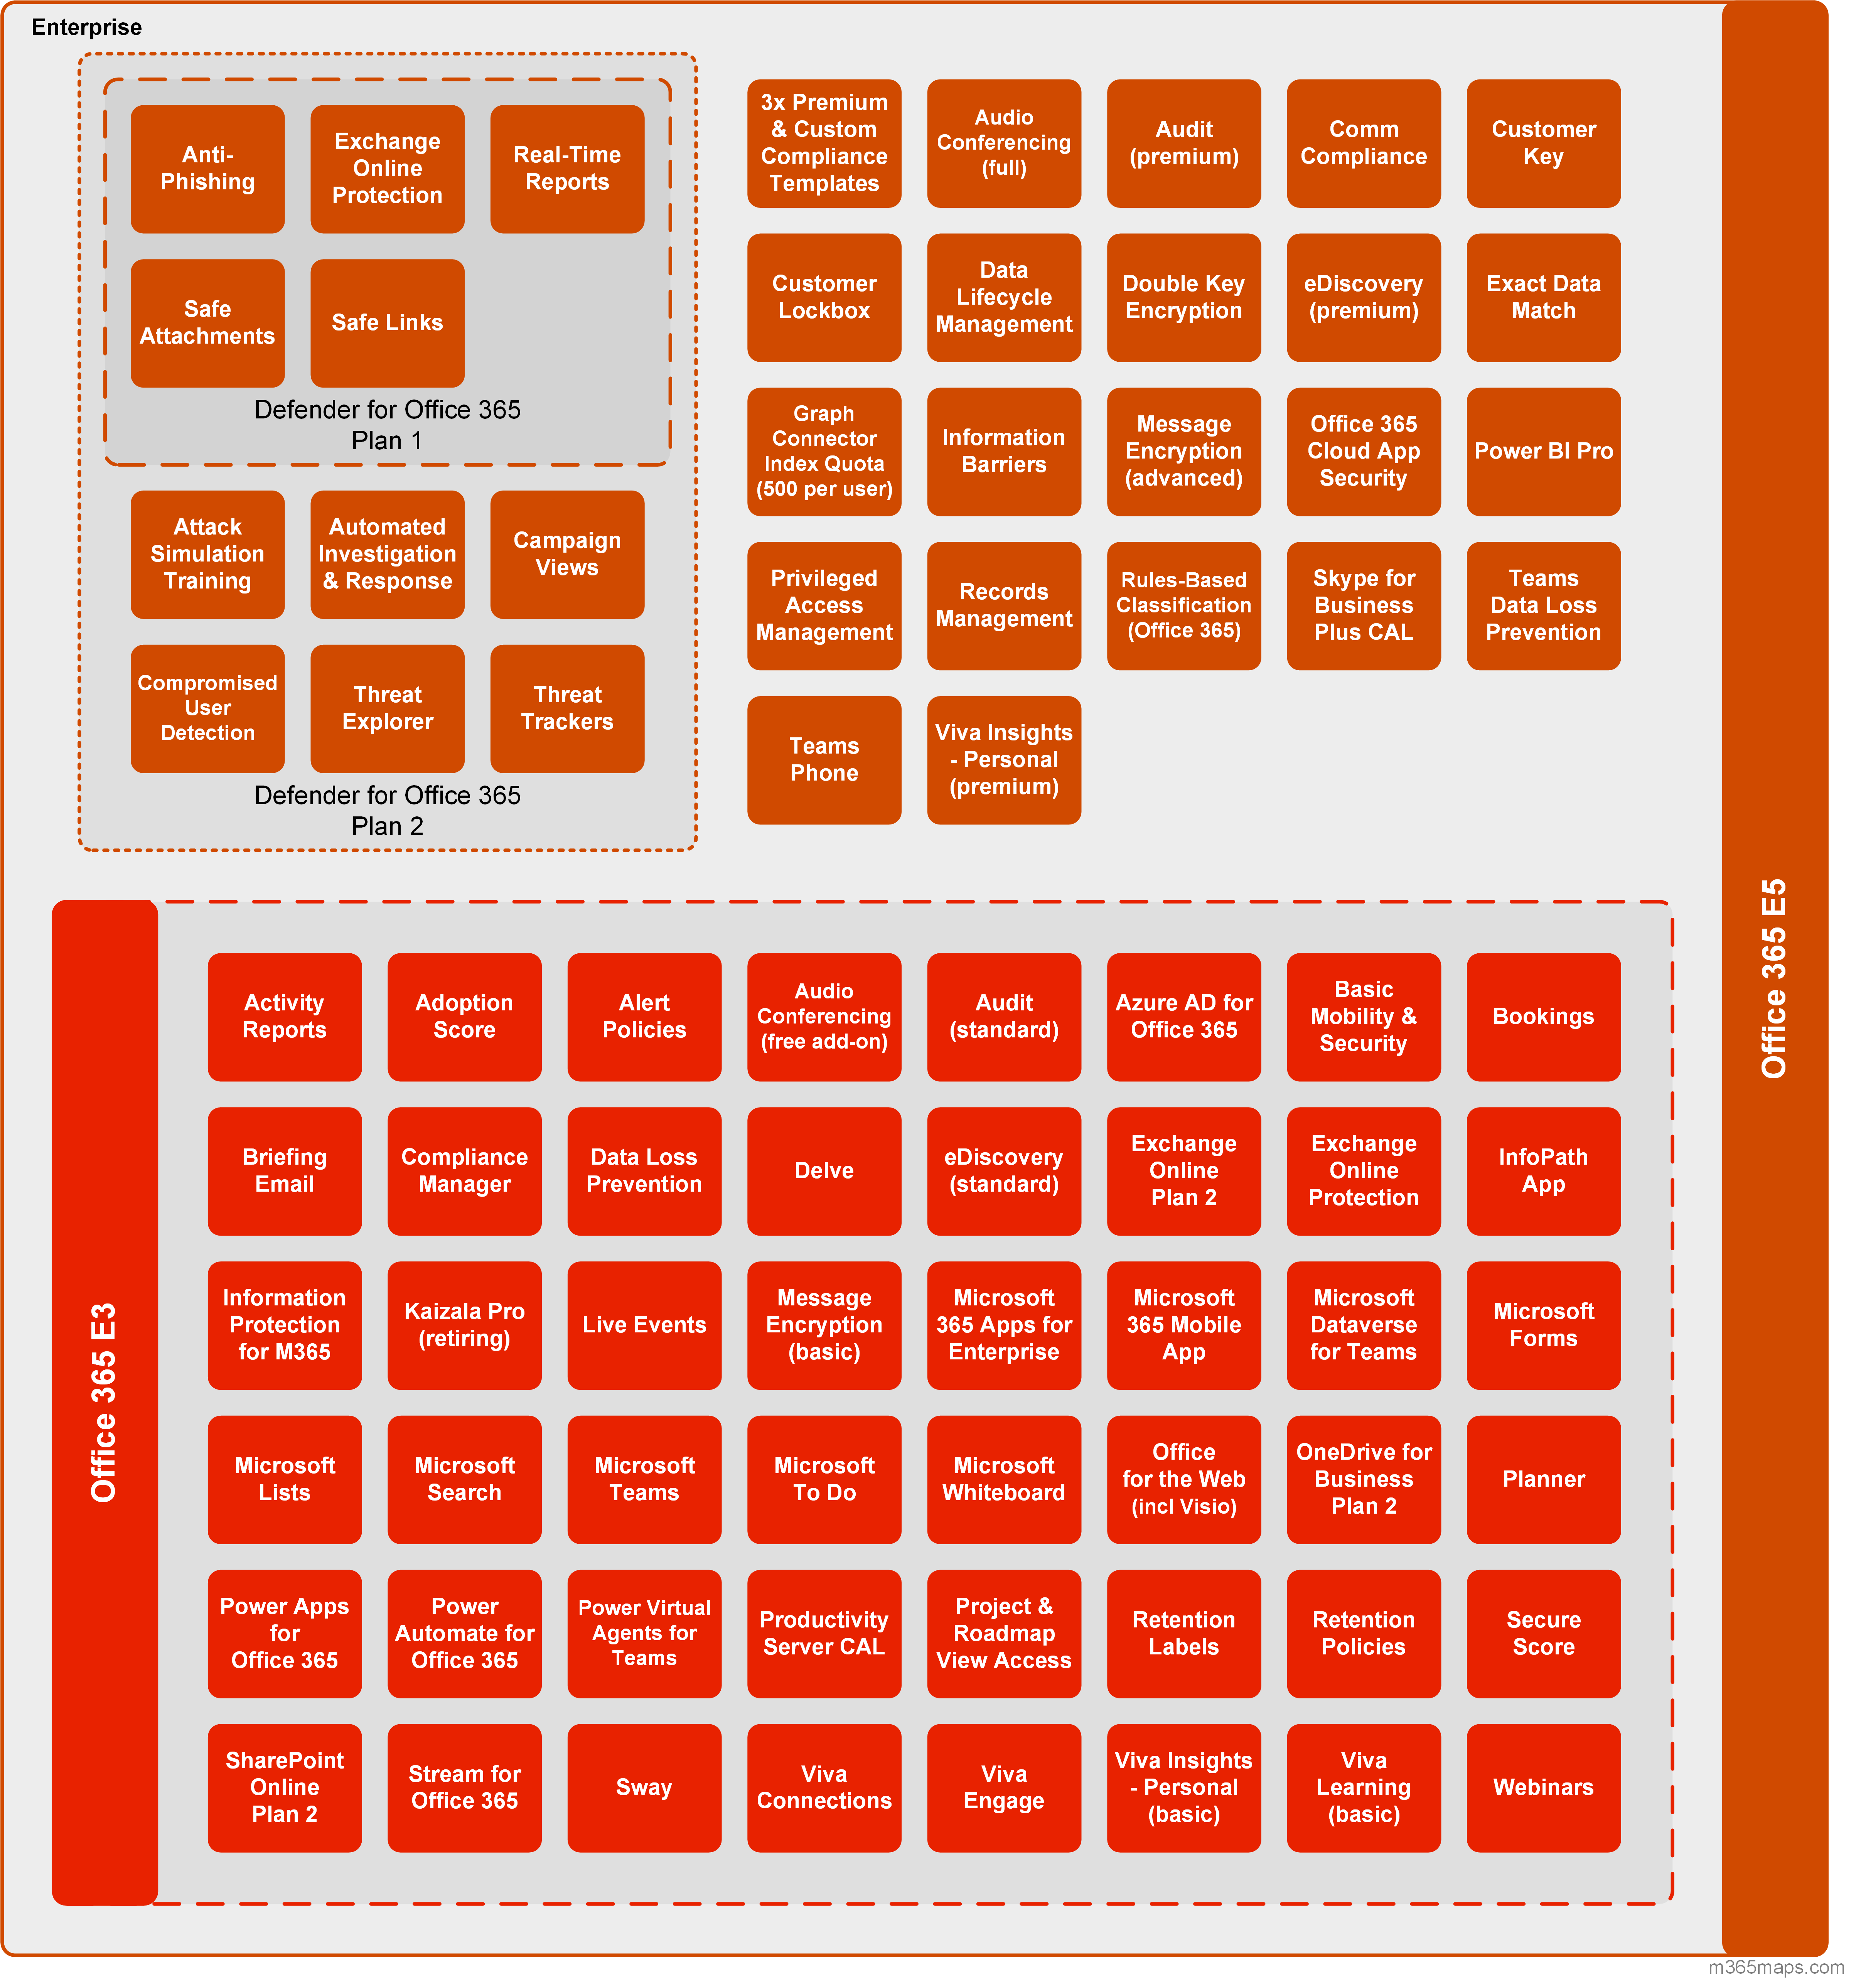 Enterprise
Anti-
Phishing
Exchange
Online
Protection
Real-Time
Reports
Safe
Attachments
Safe Links
Defender for Office 365
Plan 1
Attack
Simulation
Training
Automated
Investigation
& Response
Campaign
Views
Compromised
User
Detection
Threat
Explorer
Threat
Trackers
Defender for Office 365
Plan 2
3x Premium
& Custom
Compliance
Templates
Audio
Conferencing
(full)
Audit
(premium)
Comm
Compliance
Customer
Key
Customer
Lockbox
Data
Lifecycle
Management
Double Key
Encryption
eDiscovery
(premium)
Exact Data
Match
Graph
Connector
Index Quota
(500 per user)
Information
Barriers
Message
Encryption
(advanced)
Office 365
Cloud App
Security
Power BI Pro
Privileged
Access
Management
Records
Management
Rules-Based
Classification
(Office 365)
Skype for
Business
Plus CAL
Teams
Data Loss
Prevention
Teams
Phone
Viva Insights
- Personal
(premium)
Office 365 E5
Office 365 E3
Activity
Reports
Adoption
Score
Alert
Policies
Audio
Conferencing
(free add-on)
Audit
(standard)
Azure AD for
Office 365
Basic
Mobility &
Security
Bookings
Briefing
Email
Compliance
Manager
Data Loss
Prevention
Delve
eDiscovery
(standard)
Exchange
Online
Plan 2
Exchange
Online
Protection
InfoPath
App
Information
Protection
for M365
Kaizala Pro
(retiring)
Live Events
Message
Encryption
(basic)
Microsoft
365 Apps for
Enterprise
Microsoft
365 Mobile
App
Microsoft
Dataverse
for Teams
Microsoft
Forms
Microsoft
Lists
Microsoft
Search
Microsoft
Teams
Microsoft
To Do
Microsoft
Whiteboard
Office
for the Web
(incl Visio)
OneDrive for
Business
Plan 2
Planner
Power Apps
for
Office 365
Power
Automate for
Office 365
Power Virtual
Agents for
Teams
Productivity
Server CAL
Project &
Roadmap
View Access
Retention
Labels
Retention
Policies
Secure
Score
SharePoint
Online
Plan 2
Stream for
Office 365
Sway
Viva
Connections
Viva
Engage
Viva Insights
- Personal
(basic)
Viva
Learning
(basic)
Webinars
m365maps.com